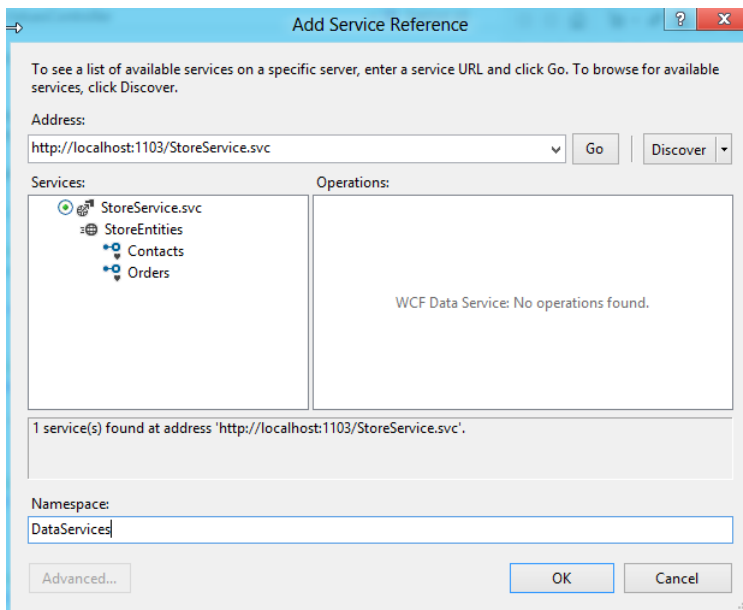 Add Service Reference
To see a list of available services on a specific server, enter a service URL and click Go. To browse for available
services, click Discover.
Address:
http://localhost:1103/StoreService.svc
Go
Discover
Services:
Operations:
StoreService.svc
StoreEntities
Contacts
Orders
WCF Data Service: No operations found.
1 service(s) found at address 'http://localhost:1103/StoreService.svc'.
Namespace:
DataServices
Advanced...
OK
Cancel